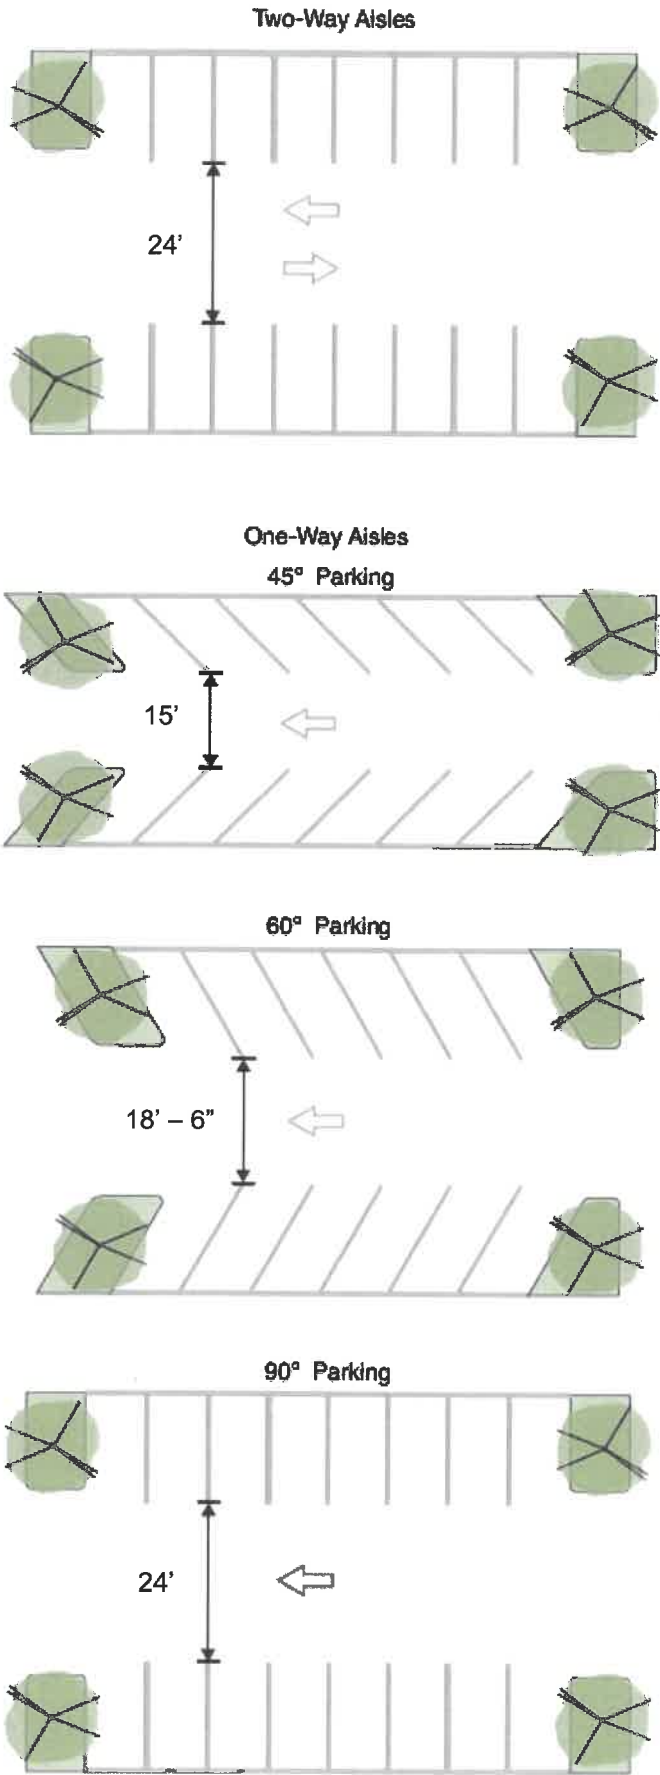 Two-Way Aisles
24’
One-Way Aisles
45° Parking
15’
60° Parking
18’ – 6”
90° Parking
24’